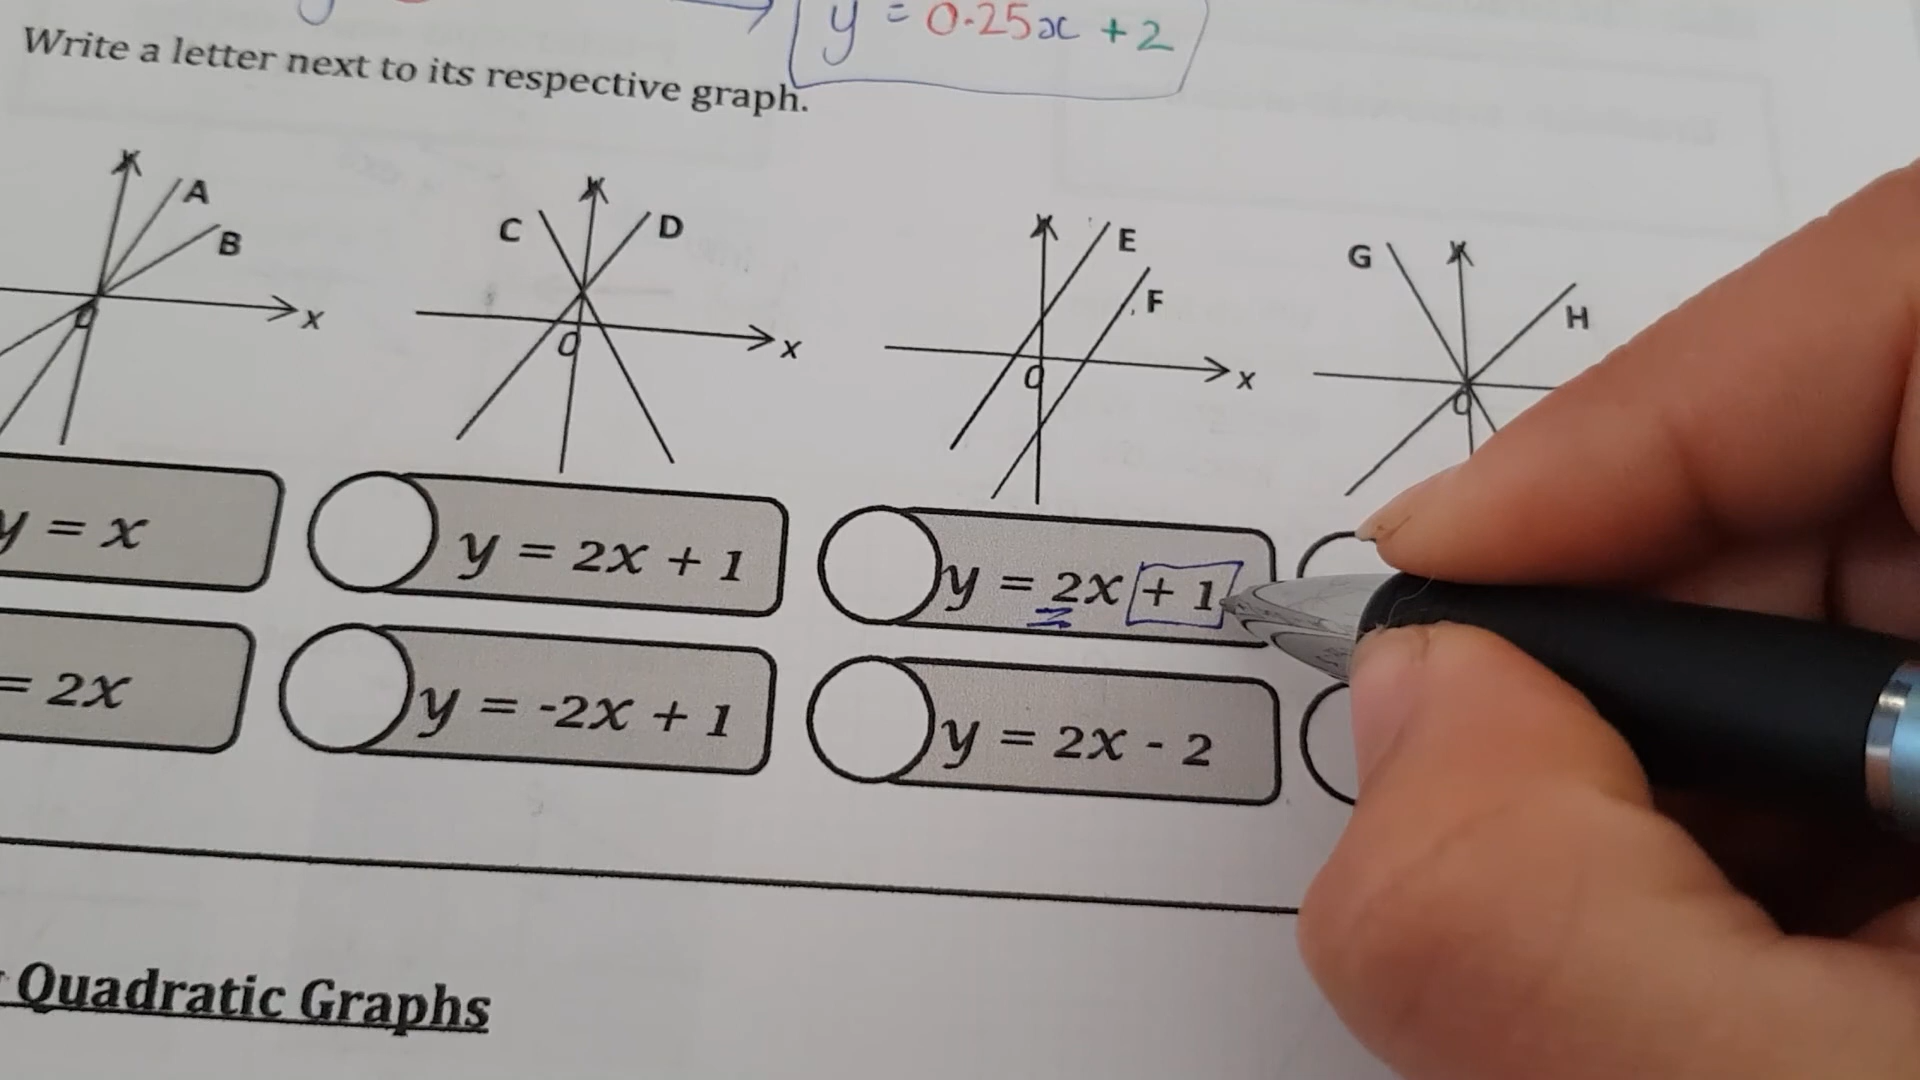 y = 0.25x + 2
Write a letter next to its respective graph.
A
B
x
O
C
D
x
O
E
F
x
O
G
H
O
y = x
y = 2x + 1
y = 2x + 1
= 2x
y = -2x + 1
y = 2x - 2
Quadratic Graphs